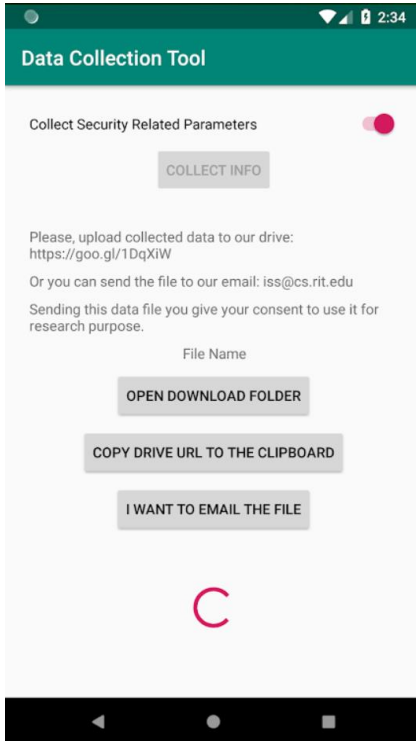 2:34
Data Collection Tool
Collect Security Related Parameters
COLLECT INFO
Please, upload collected data to our drive:
https://goo.gl/1DqXiW
Or you can send the file to our email: iss@cs.rit.edu
Sending this data file you give your consent to use it for
research purpose.
File Name
OPEN DOWNLOAD FOLDER
COPY DRIVE URL TO THE CLIPBOARD
I WANT TO EMAIL THE FILE